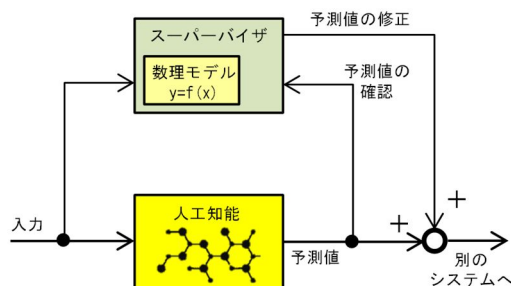 スーパーバイザ
予測値の修正
数理モデル
y=f(x)
予測値の
確認
入力
人工知能
予測値
+
+
別の
システムへ